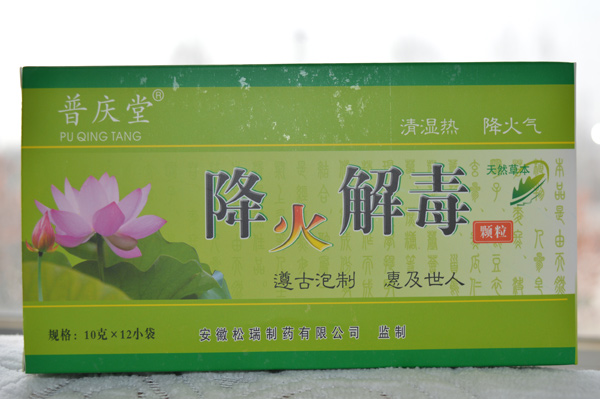 普庆堂®
PU QING TANG
清湿热 降火气
天然草本
降火解毒
颗粒
遵古泡制 惠及世人
规格：10克×12小袋
安徽松瑞制药有限公司 监制